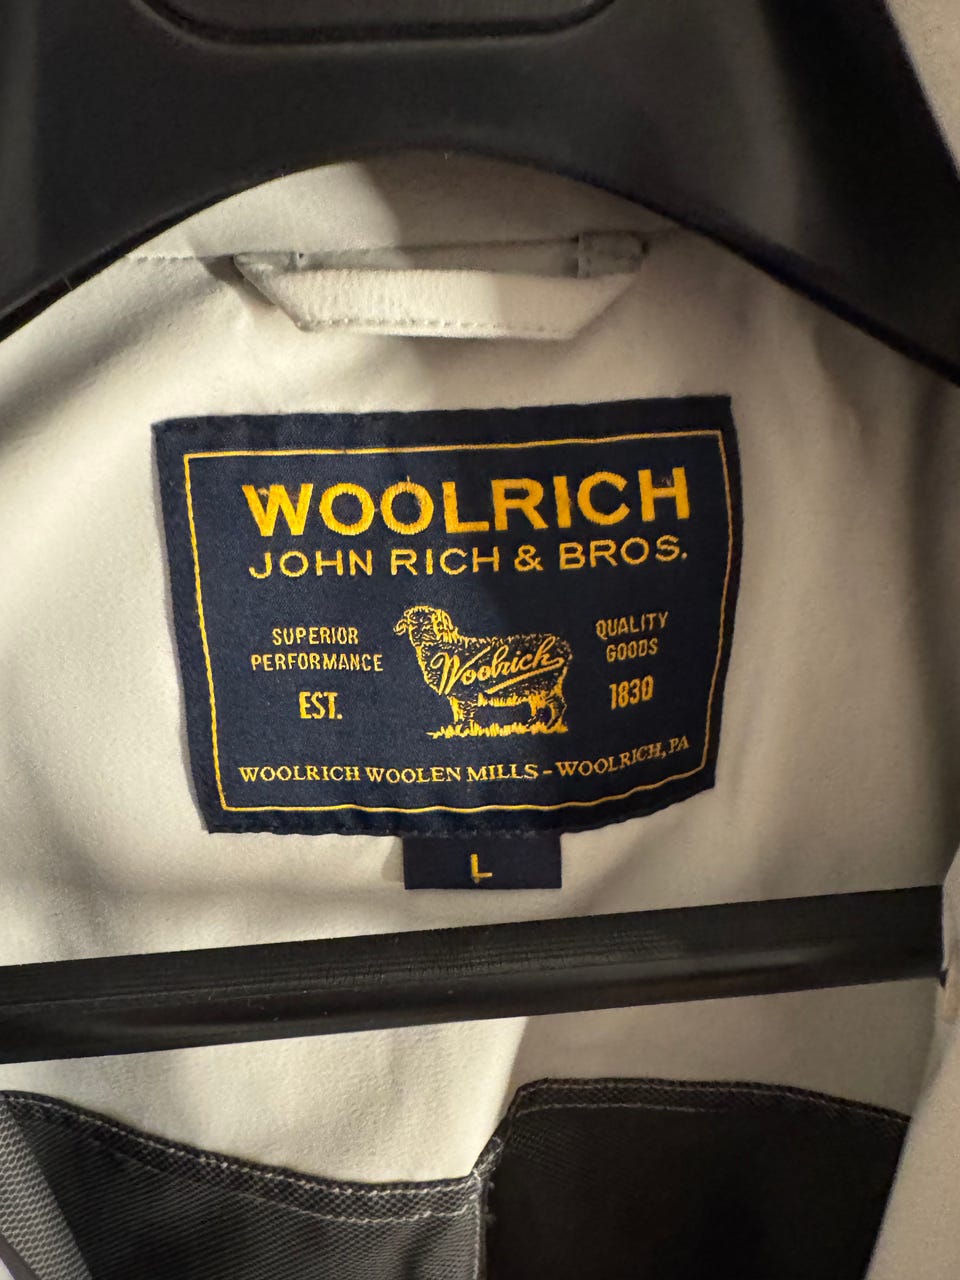 WOOLRICH
JOHN RICH & BROS.
SUPERIOR
PERFORMANCE
EST.
Woolrich
QUALITY
GOODS
1830
WOOLRICH WOOLEN MILLS - WOOLRICH, PA
L